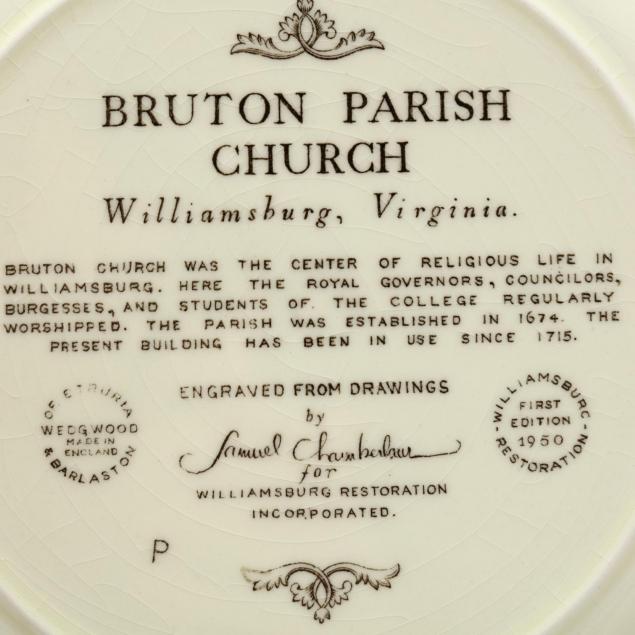 BRUTON PARISH
CHURCH
Williamsburg, Virginia.
BRUTON CHURCH WAS THE CENTER OF RELIGIOUS LIFE IN
WILLIAMSBURG. HERE THE ROYAL GOVERNORS, COUNCILORS,
BURGESSES, AND STUDENTS OF THE COLLEGE REGULARLY
WORSHIPPED. THE PARISH WAS ESTABLISHED IN 1674. THE
PRESENT BUILDING HAS BEEN IN USE SINCE 1715.
OF ETRURIA
WEDGWOOD
MADE IN
ENGLAND
& BARLASTON
ENGRAVED FROM DRAWINGS
by
Samuel Chamberlain
for
WILLIAMSBURG RESTORATION
INCORPORATED.
WILLIAMSBURG
FIRST
EDITION
1950
RESTORATION
P